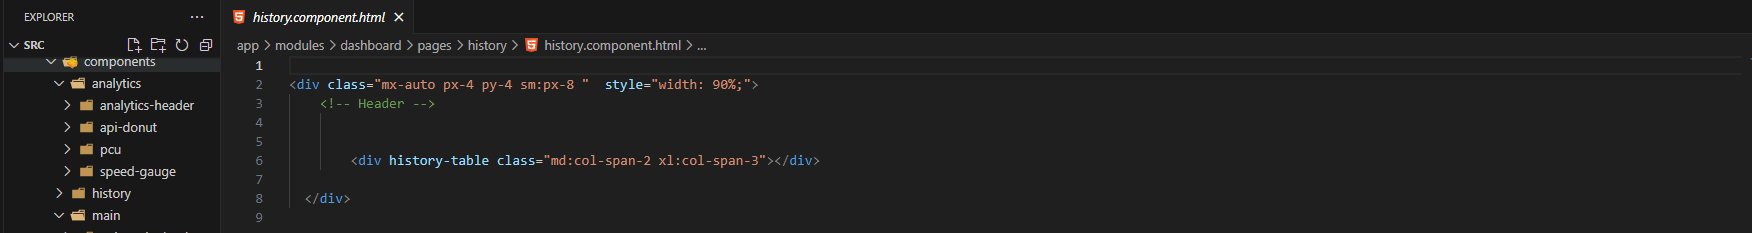 EXPLORER ...
SRC
components
analytics
analytics-header
api-donut
pcu
speed-gauge
history
main
history.component.html
app > modules > dashboard > pages > history > history.component.html > ...
1
2 <div class="mx-auto px-4 py-4 sm:px-8 "  style="width: 90%;">
3 <!-- Header -->
4
5
6 <div history-table class="md:col-span-2 xl:col-span-3"></div>
7
8 </div>
9